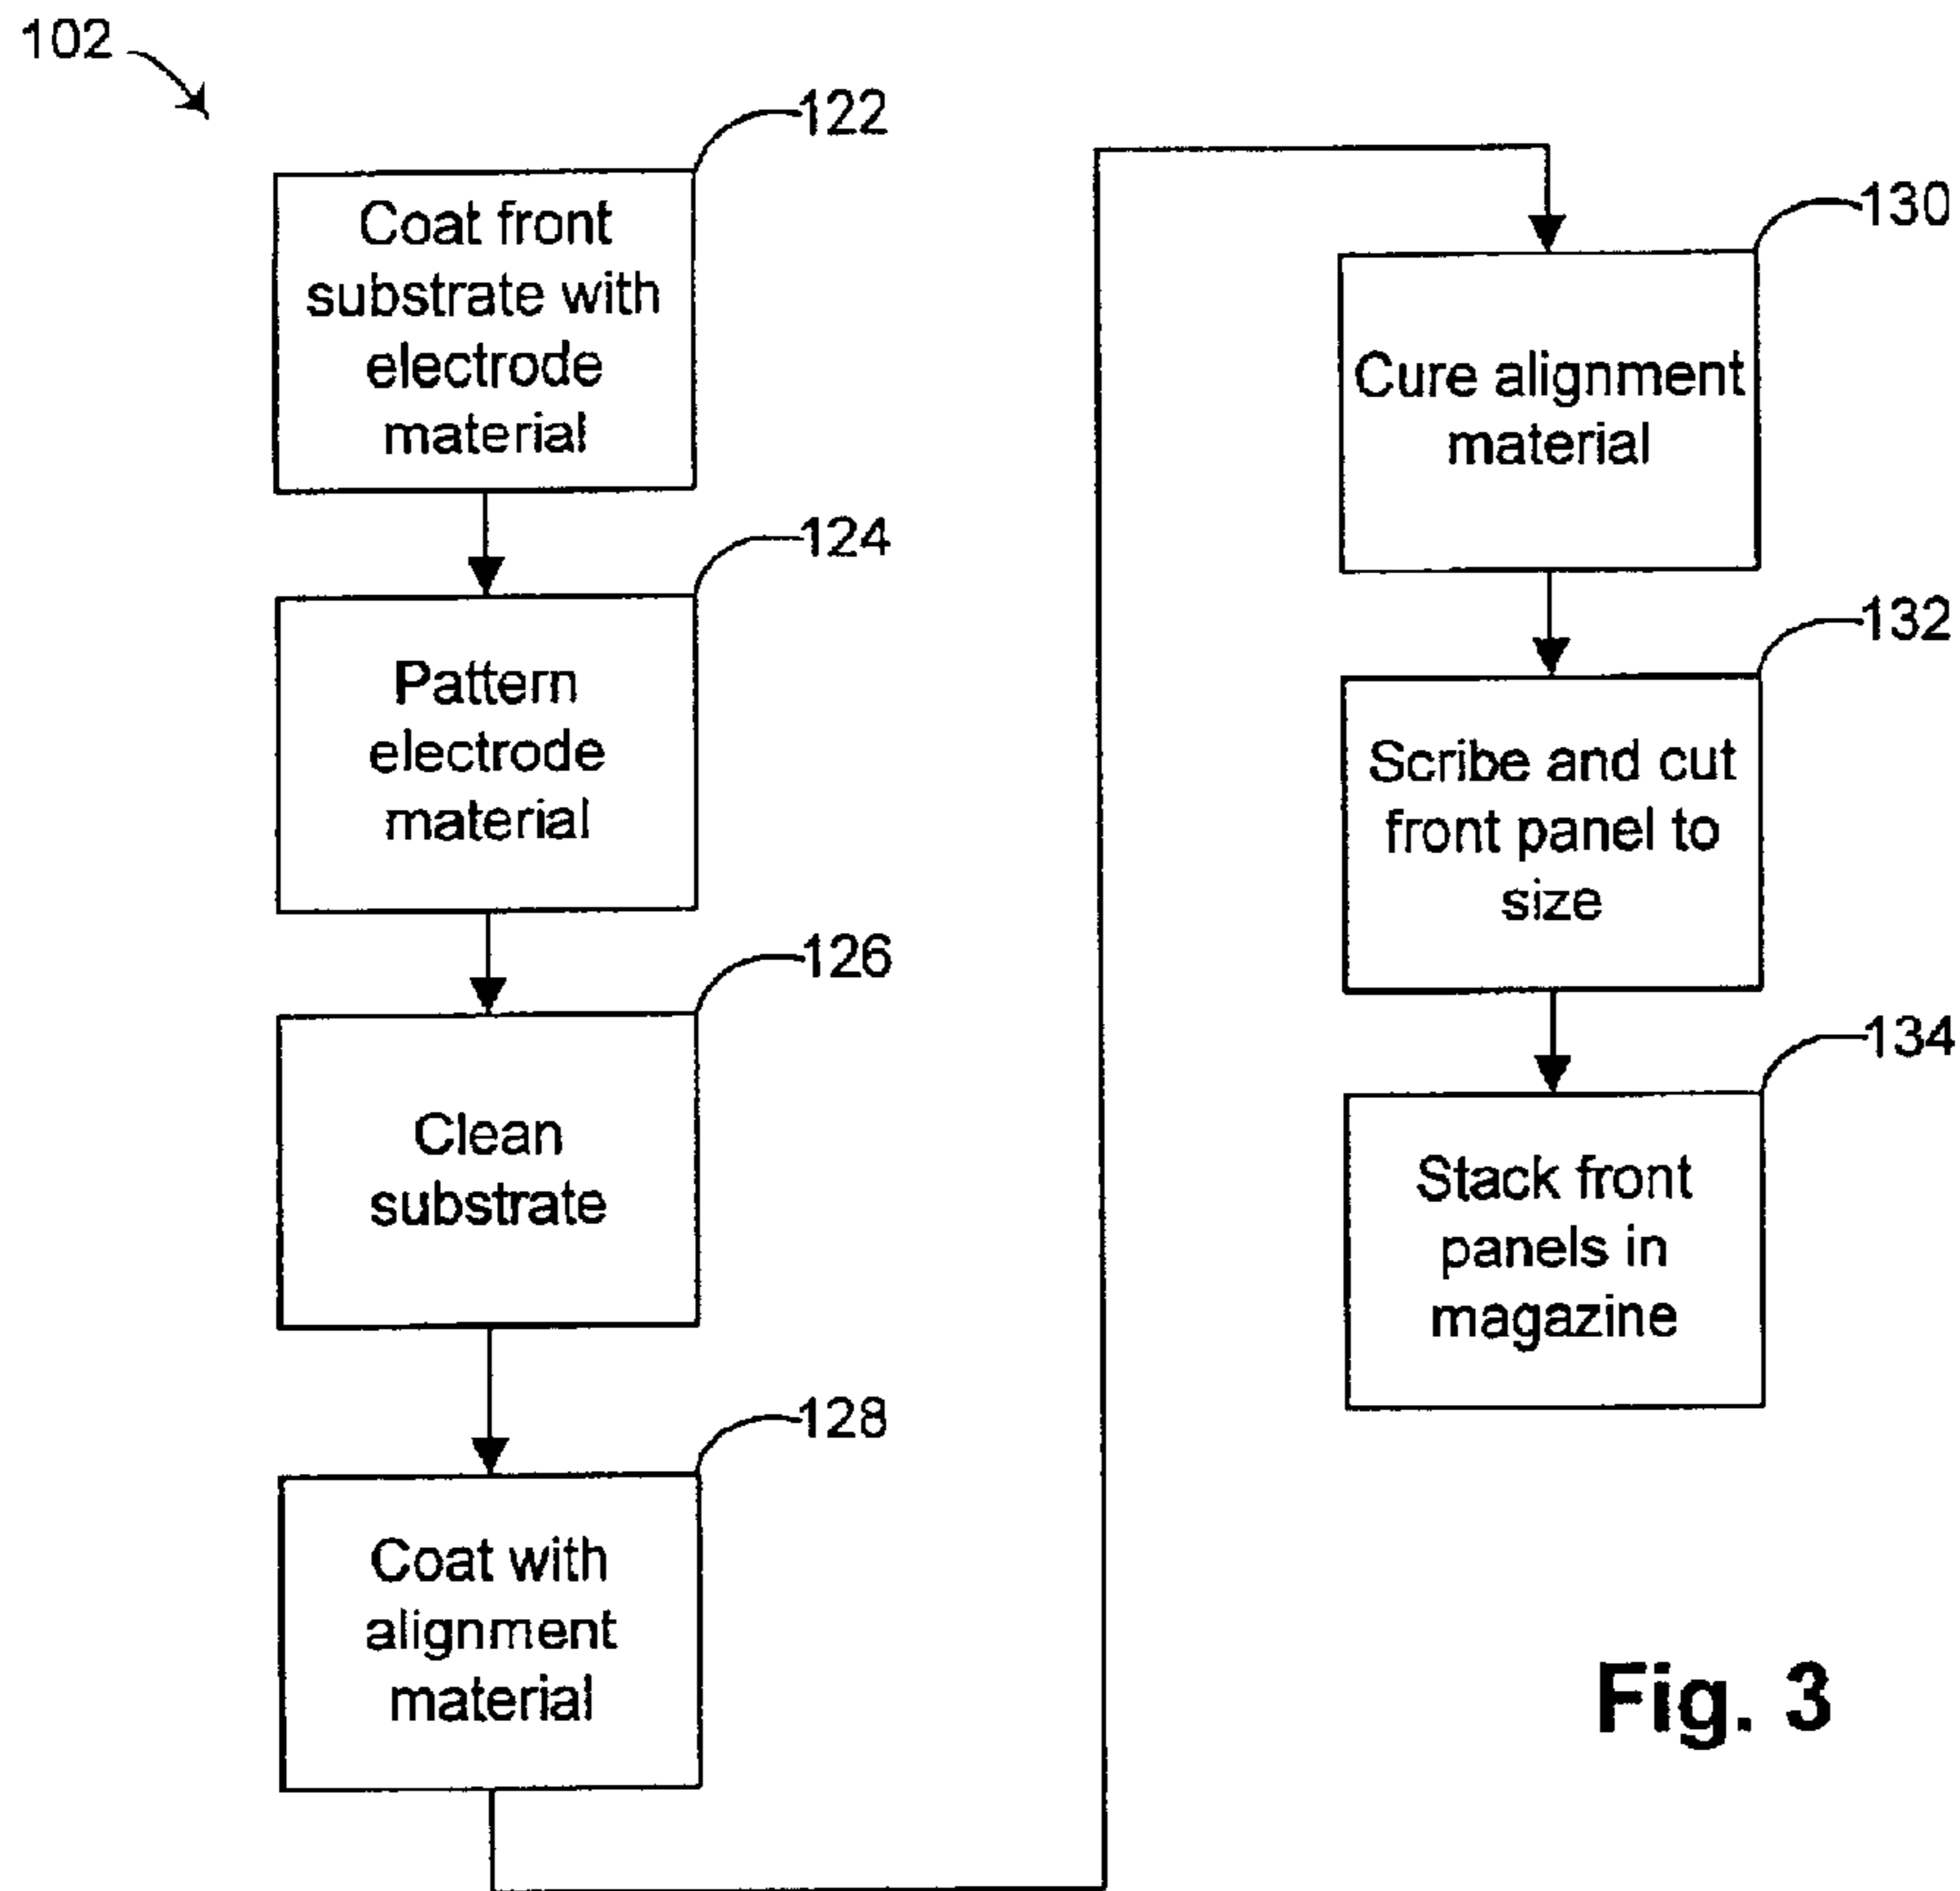 102
122
Coat front
substrate with
electrode
material
124
Pattern
electrode
material
126
Clean
substrate
128
Coat with
alignment
material
130
Cure alignment
material
132
Scribe and cut
front panel to
size
134
Stack front
panels in
magazine
Fig. 3